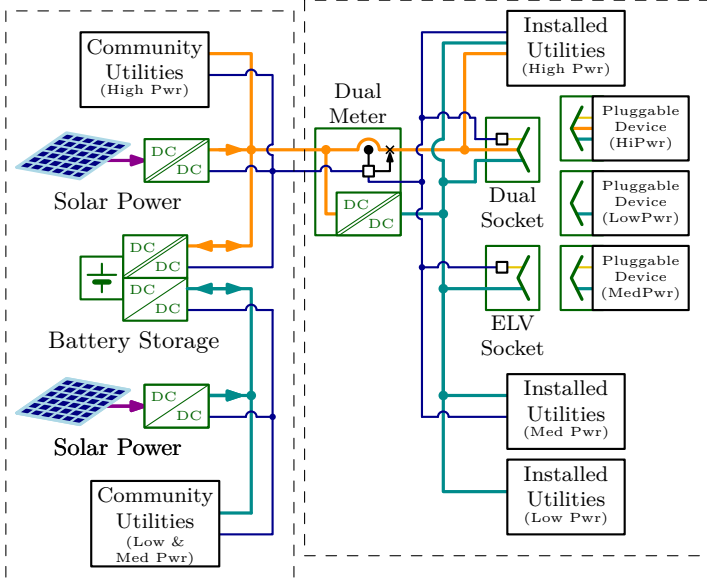 Community
Utilities
(High Pwr)
DC
DC
Solar Power
DC
DC
DC
DC
Battery Storage
DC
DC
Solar Power
Community
Utilities
(Low &
Med Pwr)
Dual
Meter
DC
DC
Installed
Utilities
(High Pwr)
Dual
Socket
Pluggable
Device
(HiPwr)
Pluggable
Device
(LowPwr)
ELV
Socket
Pluggable
Device
(MedPwr)
Installed
Utilities
(Med Pwr)
Installed
Utilities
(Low Pwr)